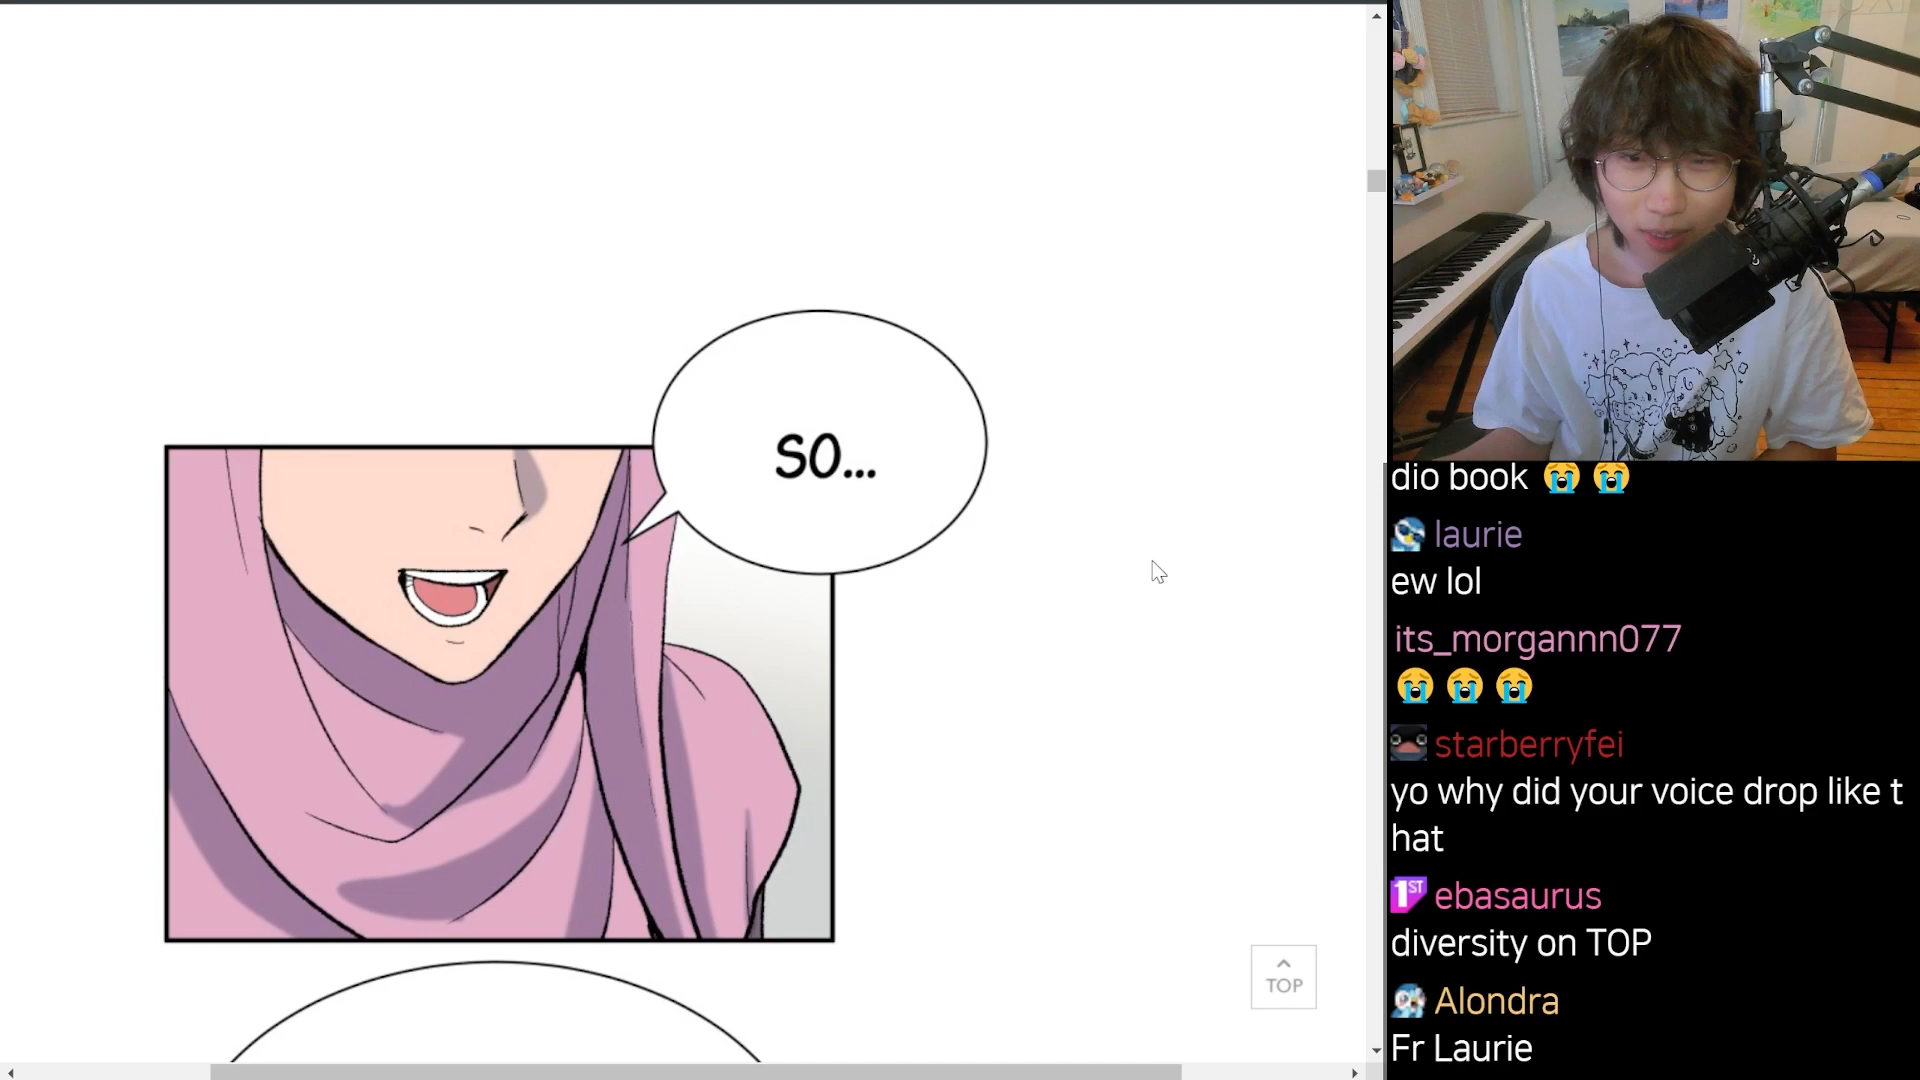 SO...
TOP
dio book 😭 😭
laurie
ew lol
its_morgannn077
😭 😭 😭
starberryfei
yo why did your voice drop like t
hat
1ST ebasaurus
diversity on TOP
Alondra
Fr Laurie